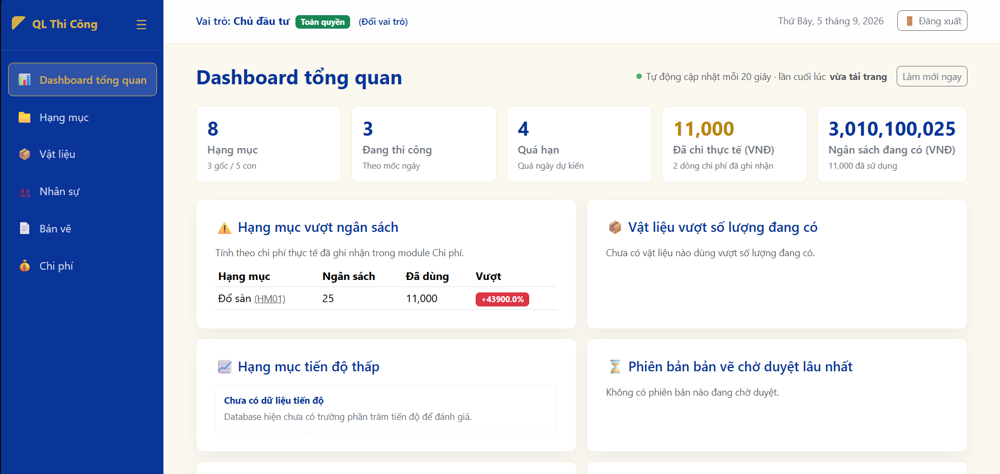 QL Thi Công
Vai trò: Chủ đầu tư Toàn quyền (Đổi vai trò)
Thứ Bảy, 5 tháng 9, 2026
Đăng xuất
Dashboard tổng quan
Hạng mục
Vật liệu
Nhân sự
Bản vẽ
Chi phí
Dashboard tổng quan
Tự động cập nhật mỗi 20 giây · lần cuối lúc vừa tải trang
Làm mới ngay
8
Hạng mục
3 gốc / 5 con
3
Đang thi công
Theo mốc ngày
4
Quá hạn
Quá ngày dự kiến
11,000
Đã chi thực tế (VNĐ)
2 dòng chi phí đã ghi nhận
3,010,100,025
Ngân sách đang có (VNĐ)
11,000 đã sử dụng
Hạng mục vượt ngân sách
Tính theo chi phí thực tế đã ghi nhận trong module Chi phí.
Hạng mục Ngân sách Đã dùng Vượt
Đổ sàn (HM01) 25 11,000 +43900.0%
Vật liệu vượt số lượng đang có
Chưa có vật liệu nào dùng vượt số lượng đang có.
Hạng mục tiến độ thấp
Chưa có dữ liệu tiến độ
Database hiện chưa có trường phần trăm tiến độ để đánh giá.
Phiên bản bản vẽ chờ duyệt lâu nhất
Không có phiên bản nào đang chờ duyệt.